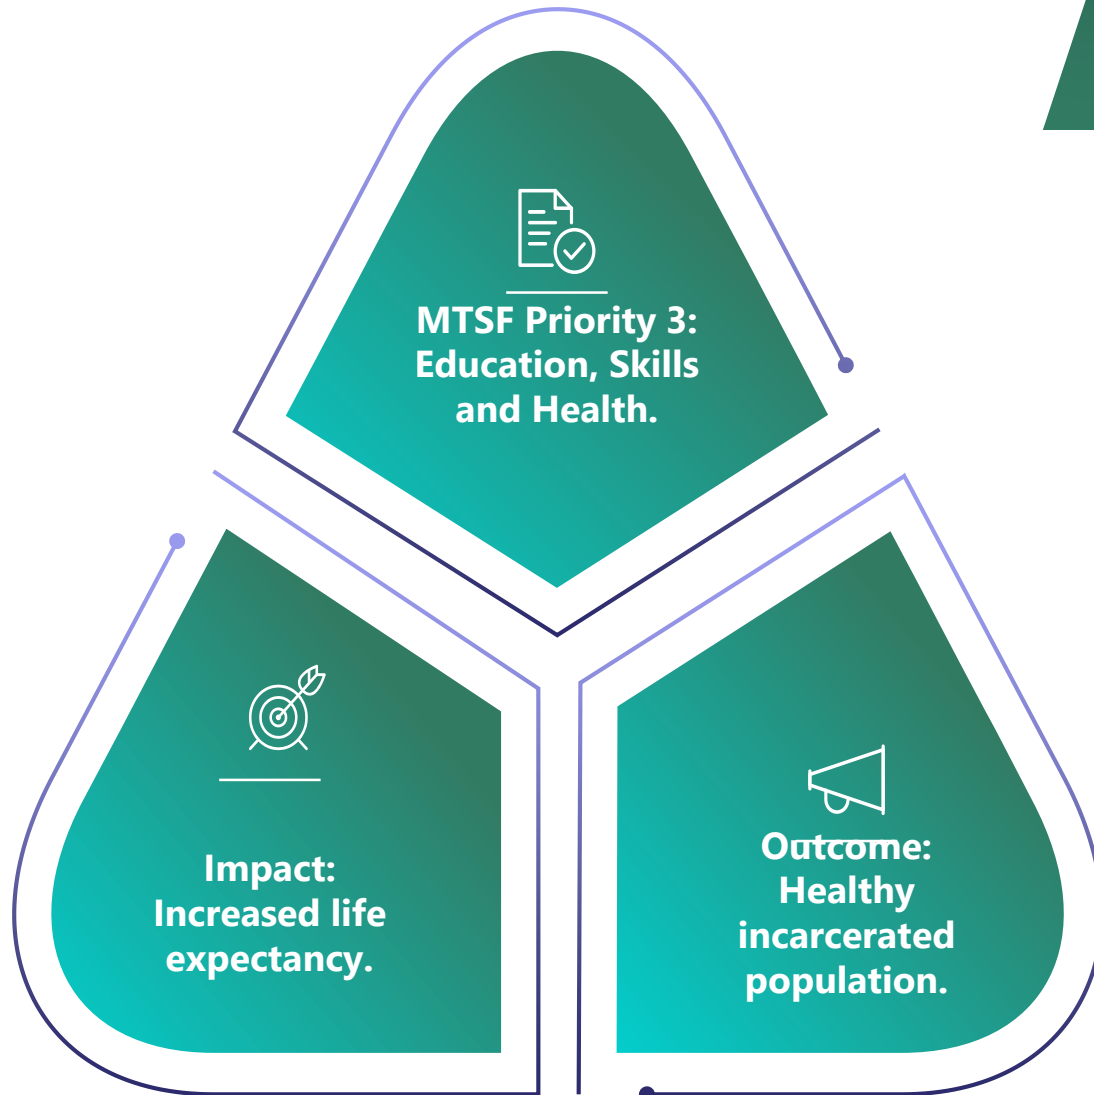 MTSF Priority 3:
Education, Skills
and Health.
Impact:
Increased life
expectancy.
Outcome:
Healthy
incarcerated
population.